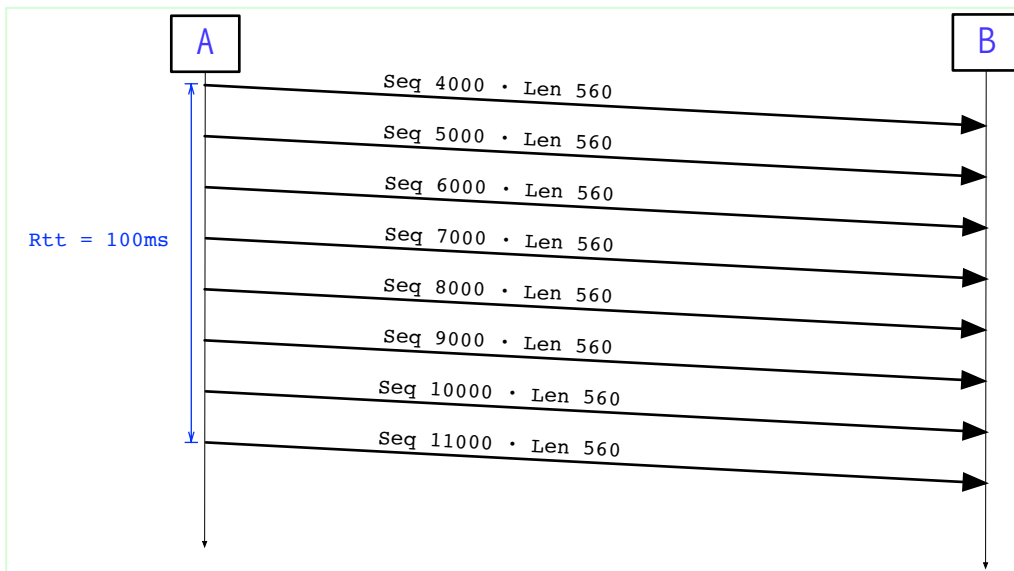 A
B
Seq 4000 · Len 560
Seq 5000 · Len 560
Seq 6000 · Len 560
Rtt = 100ms
Seq 7000 · Len 560
Seq 8000 · Len 560
Seq 9000 · Len 560
Seq 10000 · Len 560
Seq 11000 · Len 560